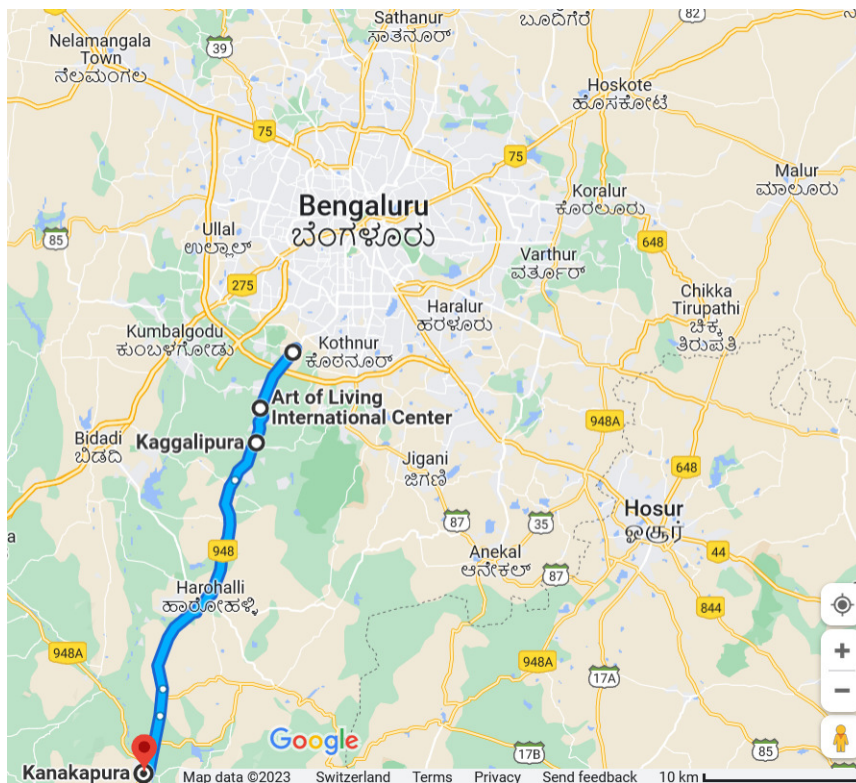 Sathanur
ಸಾತನೂರ್
ಬೂದಿಗೆರೆ
82
Nelamangala
Town
ನೆಲಮಂಗಲ
39
Hoskote
ಹೊಸಕೋಟೆ
75
75
Malur
ಮಾಲೂರು
Bengaluru
ಬೆಂಗಳೂರು
Koralur
ಕೊರಲೂರು
Ullal
ಉಲ್ಲಾಳ್
85
648
Varthur
ವರ್ತೂರ್
275
Chikka
Tirupathi
ಚಿಕ್ಕ
ತಿರುಪತಿ
Haralur
ಹರಳೂರು
Kumbalgodu
ಕುಂಬಳಗೋಡು
Kothnur
ಕೊಠನೂರ್
Art of Living
International Center
Kaggalipura
948A
Bidadi
ಬಿಡದಿ
Jigani
ಜಿಗಣಿ
648
Hosur
ஓசூர்
87
35
948
44
Anekal
ಆನೇಕಲ್
87
Harohalli
ಹಾರೋಹಳ್ಳಿ
844
948A
948A
17A
Google
17B
85
Kanakapura
Map data ©2023 Switzerland Terms Privacy Send feedback 10 km